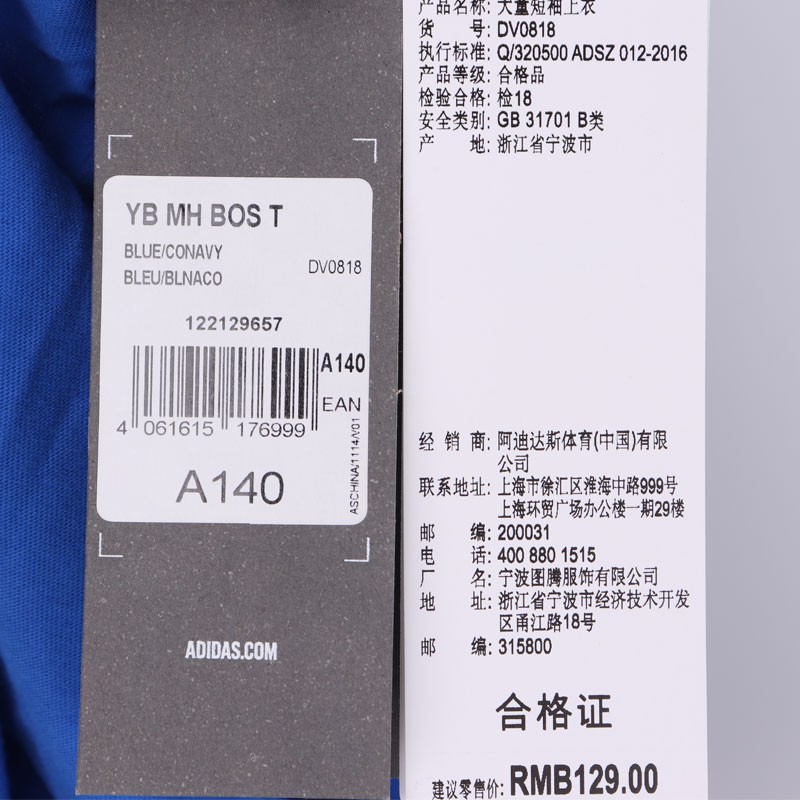 YB MH BOS T
BLUE/CONAVY
BLEU/BLNACO
DV0818
122129657
A140
EAN
4 061615 176999
ASCHINA/1114/V01
A140
ADIDAS.COM
产品名称: 大童短袖上衣
货 号: DV0818
执行标准: Q/320500 ADSZ 012-2016
产品等级: 合格品
检验合格: 检18
安全类别: GB 31701 B类
产 地: 浙江省宁波市
经 销 商: 阿迪达斯体育(中国)有限
公司
联系地址: 上海市徐汇区淮海中路999号
上海环贸广场办公楼一期29楼
邮 编: 200031
电 话: 400 880 1515
厂 名: 宁波图腾服饰有限公司
地 址: 浙江省宁波市经济技术开发
区甬江路18号
邮 编: 315800
合格证
建议零售价: RMB129.00